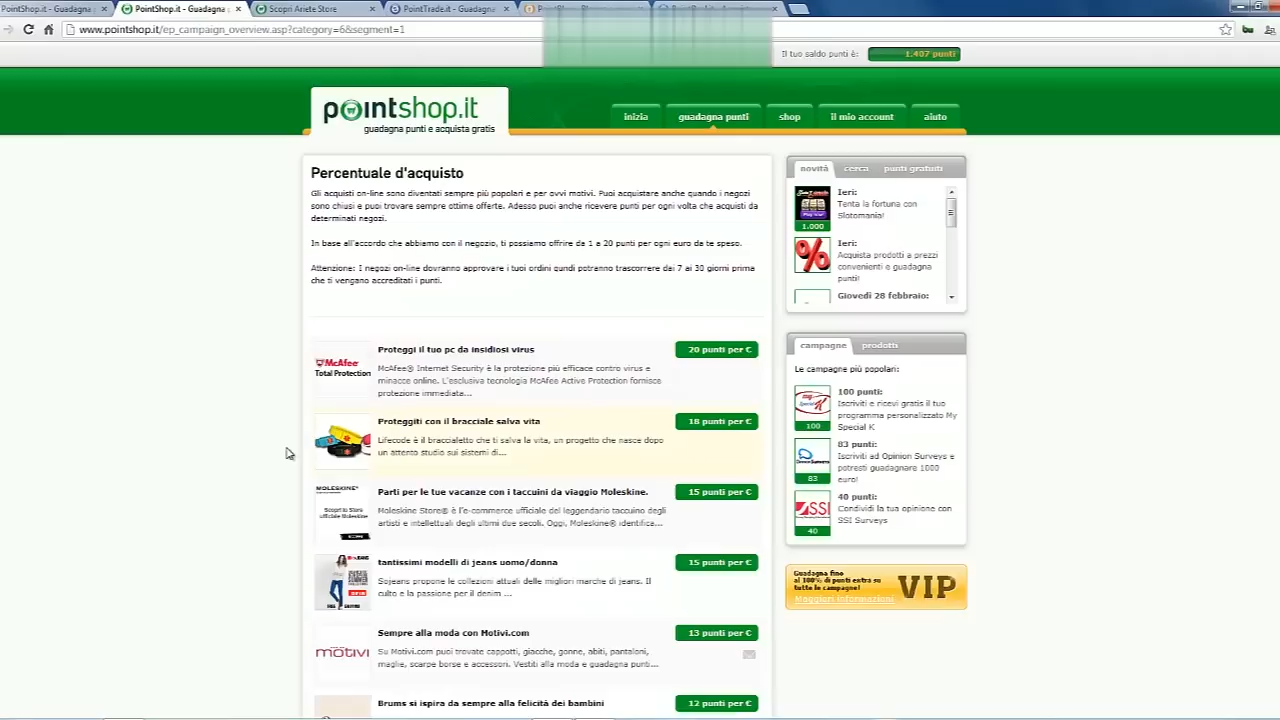 PointShop.it - Guadagna
PointShop.it - Guadagna
Scopri Ariete Store
PointTrade.it - Guadagna
www.pointshop.it/ep_campaign_overview.asp?category=6&segment=1
Il tuo saldo punti è:
1.407 punti
pointshop.it
guadagna punti e acquista gratis
inizia
guadagna punti
shop
il mio account
aiuto
Percentuale d'acquisto
Gli acquisti on-line sono diventati sempre più popolari e per ovvi motivi. Puoi acquistare anche quando i negozi
sono chiusi e puoi trovare sempre ottime offerte. Adesso puoi anche ricevere punti per ogni volta che acquisti da
determinati negozi.
In base all'accordo che abbiamo con il negozio, ti possiamo offrire da 1 a 20 punti per ogni euro da te speso.
Attenzione: I negozi on-line dovranno approvare i tuoi ordini qundi potranno trascorrere dai 7 ai 30 giorni prima
che ti vengano accreditati i punti.
McAfee
Total Protection
Proteggi il tuo pc da insidiosi virus
20 punti per €
McAfee® Internet Security è la protezione più efficace contro virus e
minacce online. L'esclusiva tecnologia McAfee Active Protection fornisce
protezione immediata...
Proteggiti con il bracciale salva vita
18 punti per €
Lifecode è il braccialetto che ti salva la vita, un progetto che nasce dopo
un attento studio sui sistemi di...
MOLESKINE®
Scopri lo Store
ufficiale Moleskine
Parti per le tue vacanze con i taccuini da viaggio Moleskine.
15 punti per €
Moleskine Store® è l'e-commerce ufficiale del leggendario taccuino degli
artisti e intellettuali degli ultimi due secoli. Oggi, Moleskine® identifica...
tantissimi modelli di jeans uomo/donna
15 punti per €
Sojeans propone le collezioni attuali delle migliori marche di jeans. Il
culto e la passione per il denim ...
motivi
Sempre alla moda con Motivi.com
13 punti per €
Su Motivi.com puoi trovate cappotti, giacche, gonne, abiti, pantaloni,
maglie, scarpe borse e accessori. Vestiti alla moda e guadagna punti...
Brums si ispira da sempre alla felicità dei bambini
12 punti per €
novità
cerca
punti gratuiti
Ieri:
Tenta la fortuna con
Slotomania!
1.000
Ieri:
Acquista prodotti a prezzi
convenienti e guadagna
punti!
%
Giovedì 28 febbraio:
campagne
prodotti
Le campagne più popolari:
100 punti:
Iscriviti e ricevi gratis il tuo
programma personalizzato My
Special K
100
83 punti:
Iscriviti ad Opinion Surveys e
potresti guadagnare 1000
euro!
83
40 punti:
Condividi la tua opinione con
SSI Surveys
SSI
40
Guadagna fino
al 100% di punti extra su
tutte le campagne!
Maggiori informazioni
VIP